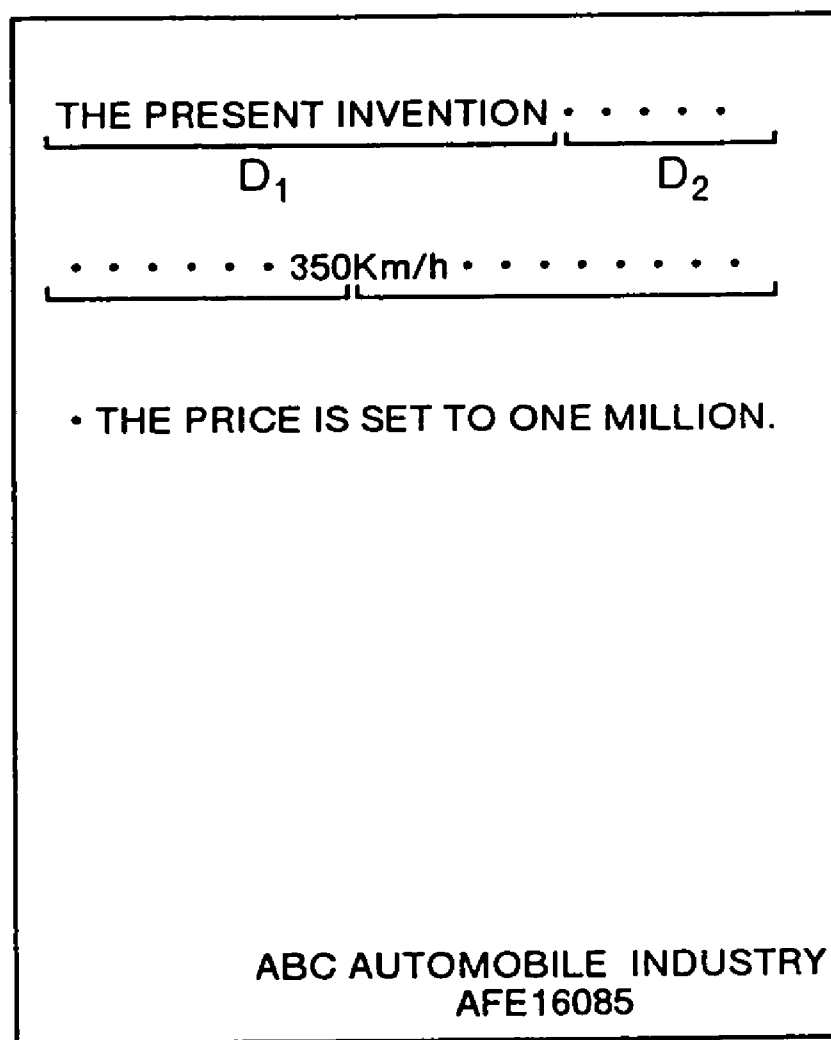 THE PRESENT INVENTION · · · · ·
D₁ D₂
· · · · · · 350Km/h · · · · · · · ·
· THE PRICE IS SET TO ONE MILLION.
ABC AUTOMOBILE INDUSTRY
AFE16085